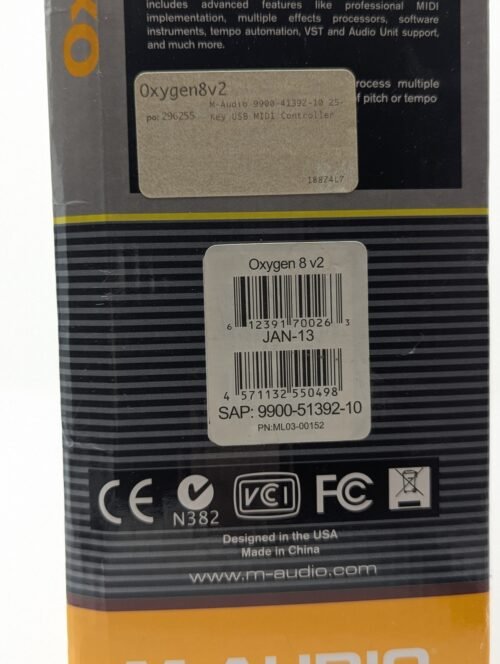 includes advanced features like professional MIDI
implementation, multiple effects processors, software
instruments, tempo automation, VST and Audio Unit support,
and much more.
rocess multiple
f pitch or tempo
Oxygen8v2
M-Audio 9900-41392-10 25-
po: 296255 Key USB MIDI Controller
188Z4L7
Oxygen 8 v2
6 12391 70026 3
JAN-13
4 571132 550498
SAP: 9900-51392-10
PN:ML03-00152
CE N382 VCI FC
Designed in the USA
Made in China
www.m-audio.com
M-AUDIO